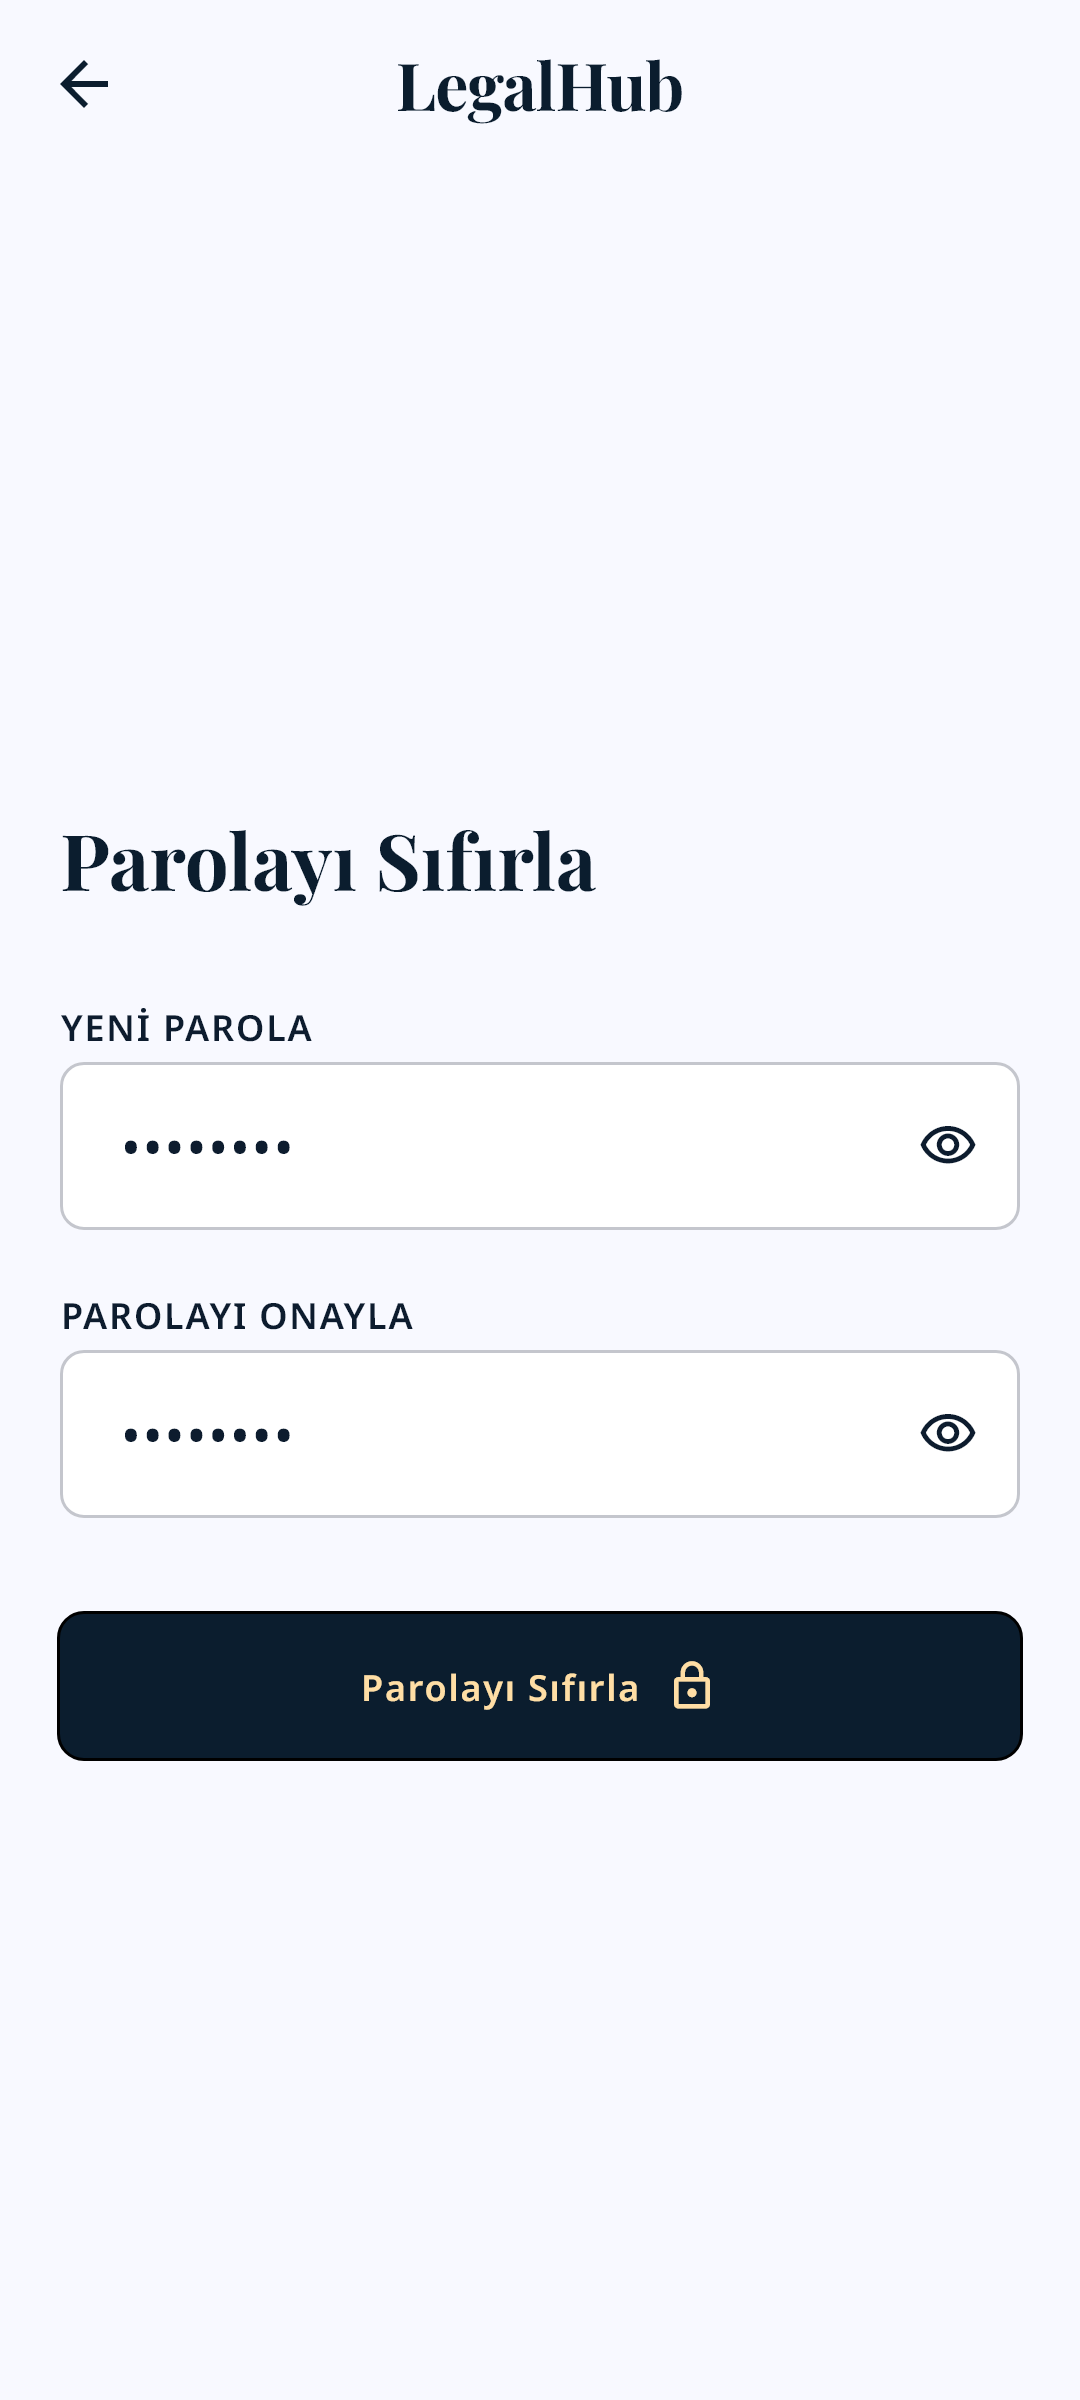 LegalHub
Parolayı Sıfırla
YENİ PAROLA
••••••••
PAROLAYI ONAYLA
••••••••
Parolayı Sıfırla